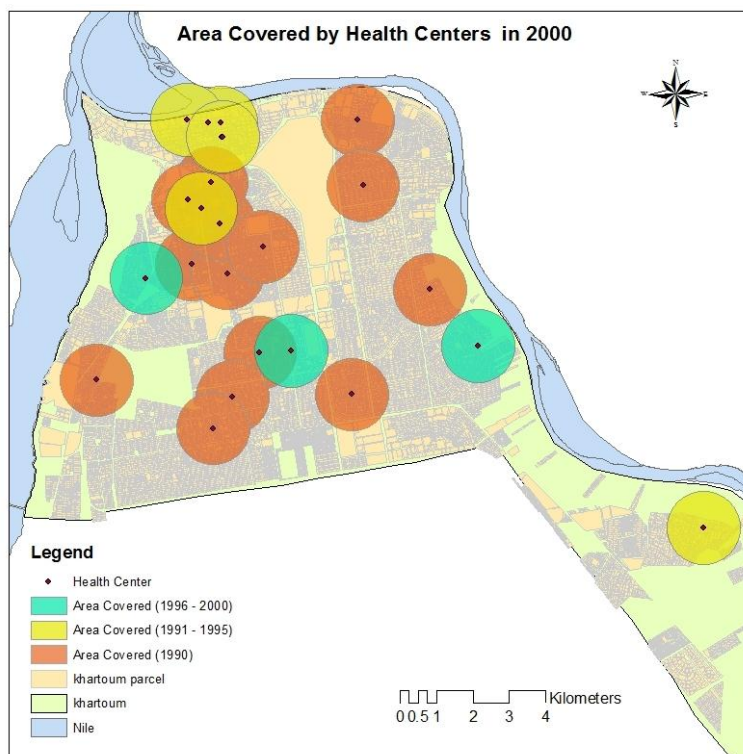 Area Covered by Health Centers in 2000
N
W E
S
Legend
Health Center
Area Covered (1996 - 2000)
Area Covered (1991 - 1995)
Area Covered (1990)
khartoum parcel
khartoum
Nile
Kilometers
0 0.5 1 2 3 4